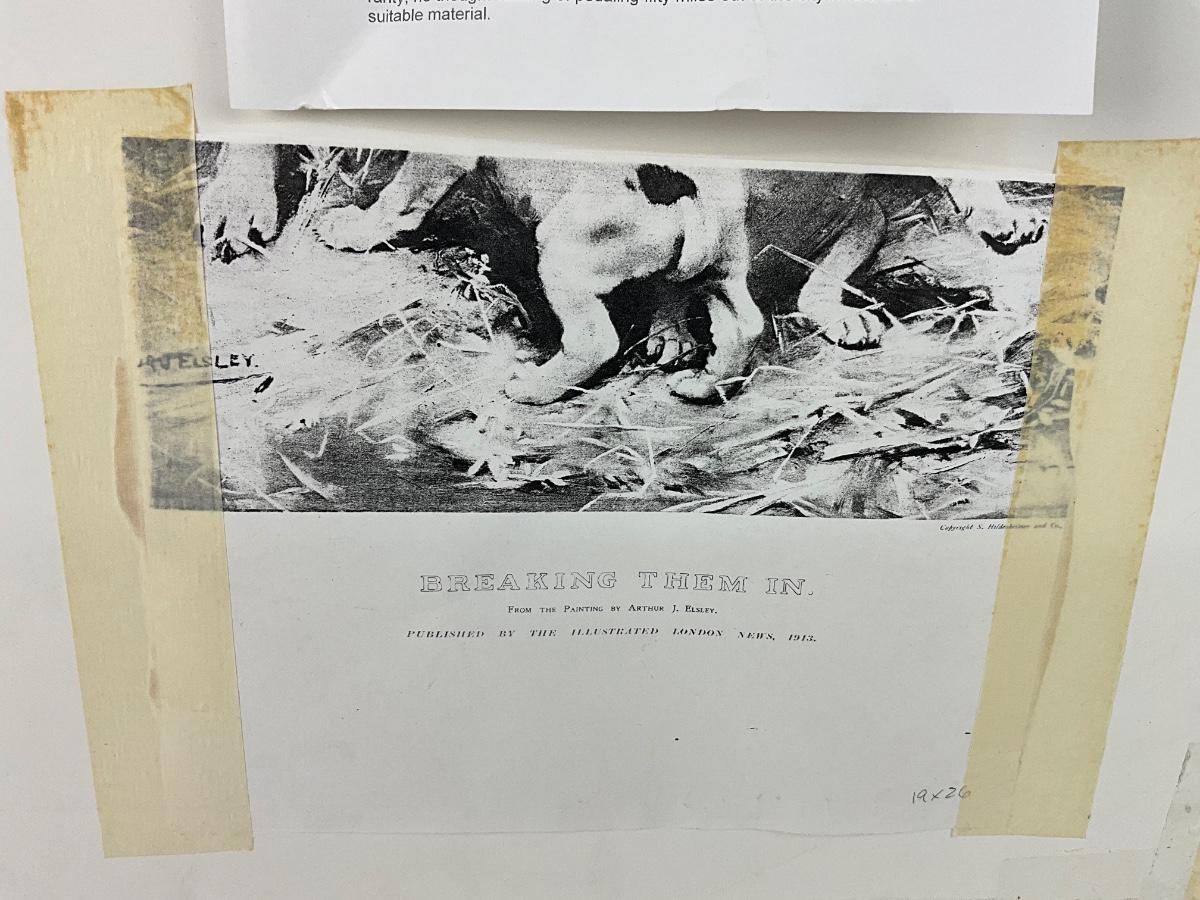 suitable material.
A J ELSLEY.
Copyright S. Hildesheimer and Co.,
BREAKING THEM IN.
FROM THE PAINTING BY ARTHUR J. ELSLEY.
PUBLISHED BY THE ILLUSTRATED LONDON NEWS, 1913.
19x26